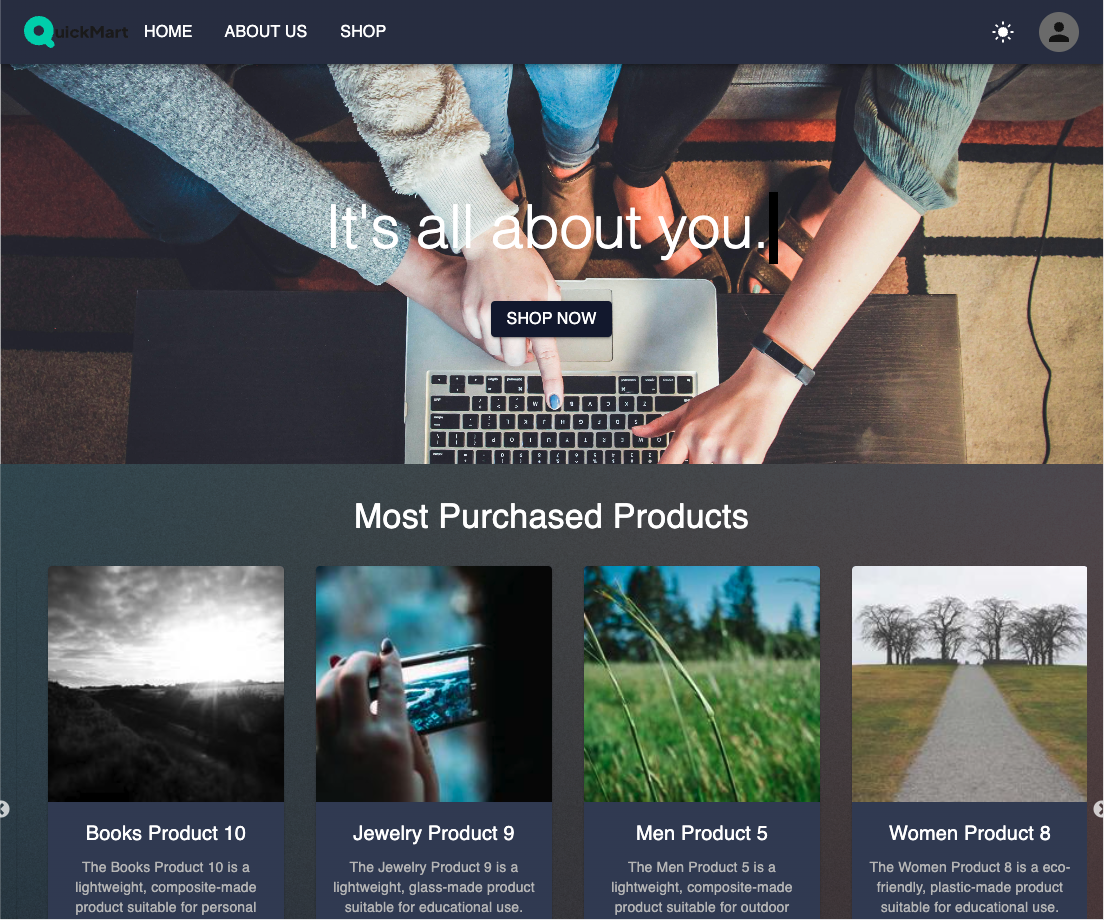 QuickMart
HOME
ABOUT US
SHOP
It's all about you.
SHOP NOW
Most Purchased Products
Books Product 10
The Books Product 10 is a
lightweight, composite-made
product suitable for personal
Jewelry Product 9
The Jewelry Product 9 is a
lightweight, glass-made product
suitable for educational use.
Men Product 5
The Men Product 5 is a
lightweight, composite-made
product suitable for outdoor
Women Product 8
The Women Product 8 is a eco-
friendly, plastic-made product
suitable for educational use.